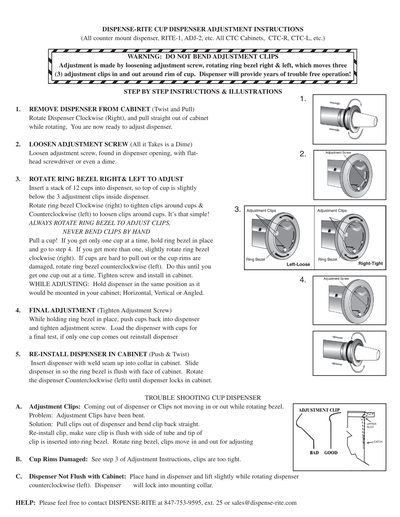 DISPENSE-RITE CUP DISPENSER ADJUSTMENT INSTRUCTIONS
(All counter mount dispenser, RITE-1, ADJ-2, etc. All CTC Cabinets, CTC-R, CTC-L, etc.)
WARNING: DO NOT BEND ADJUSTMENT CLIPS
Adjustment is made by loosening adjustment screw, rotating ring bezel right & left, which moves three
(3) adjustment clips in and out around rim of cup. Dispenser will provide years of trouble free operation!
STEP BY STEP INSTRUCTIONS & ILLUSTRATIONS
1. REMOVE DISPENSER FROM CABINET (Twist and Pull)
Rotate Dispenser Clockwise (Right), and pull straight out of cabinet
while rotating, You are now ready to adjust dispenser.
2. LOOSEN ADJUSTMENT SCREW (All it Takes is a Dime)
Loosen adjustment screw, found in dispenser opening, with flat-
head screwdriver or even a dime.
3. ROTATE RING BEZEL RIGHT& LEFT TO ADJUST
Insert a stack of 12 cups into dispenser, so top of cup is slightly
below the 3 adjustment clips inside dispenser.
Rotate ring bezel Clockwise (right) to tighten clips around cups &
Counterclockwise (left) to loosen clips around cups. It's that simple!
ALWAYS ROTATE RING BEZEL TO ADJUST CLIPS,
NEVER BEND CLIPS BY HAND
Pull a cup! If you get only one cup at a time, hold ring bezel in place
and go to step 4. If you get more than one, slightly rotate ring bezel
clockwise (right). If cups are hard to pull out or the cup rims are
damaged, rotate ring bezel counterclockwise (left). Do this until you
get one cup out at a time. Tighten screw and install in cabinet.
WHILE ADJUSTING: Hold dispenser in the same position as it
would be mounted in your cabinet; Horizontal, Vertical or Angled.
4. FINAL ADJUSTMENT (Tighten Adjustment Screw)
While holding ring bezel in place, push cups back into dispenser
and tighten adjustment screw. Load the dispenser with cups for
a final test, if only one cup comes out reinstall dispenser
5. RE-INSTALL DISPENSER IN CABINET (Push & Twist)
Insert dispenser with weld seam up into collar in cabinet. Slide
dispenser in so the ring bezel is flush with face of cabinet. Rotate
the dispenser Counterclockwise (left) until dispenser locks in cabinet.
1.
2.
Adjustment Screw
3.
Adjustment Clips
Adjustment Clips
Ring Bezel
Left-Loose
Ring Bezel
Right-Tight
4.
Adjustment Screw
TROUBLE SHOOTING CUP DISPENSER
A. Adjustment Clips: Coming out of dispenser or Clips not moving in or out while rotating bezel.
Problem: Adjustment Clips have been bent.
Solution: Pull clips out of dispenser and bend clip back straight.
Re-install clip, make sure clip is flush with side of tube and tip of
clip is inserted into ring bezel. Rotate ring bezel, clips move in and out for adjusting
ADJUSTMENT CLIP
BAD GOOD
B. Cup Rims Damaged: See step 3 of Adjustment Instructions, clips are too tight.
C. Dispenser Not Flush with Cabinet: Place hand in dispenser and lift slightly while rotating dispenser
counterclockwise (left). Dispenser will lock into mounting collar.
HELP: Please feel free to contact DISPENSE-RITE at 847-753-9595, ext. 25 or sales@dispense-rite.com